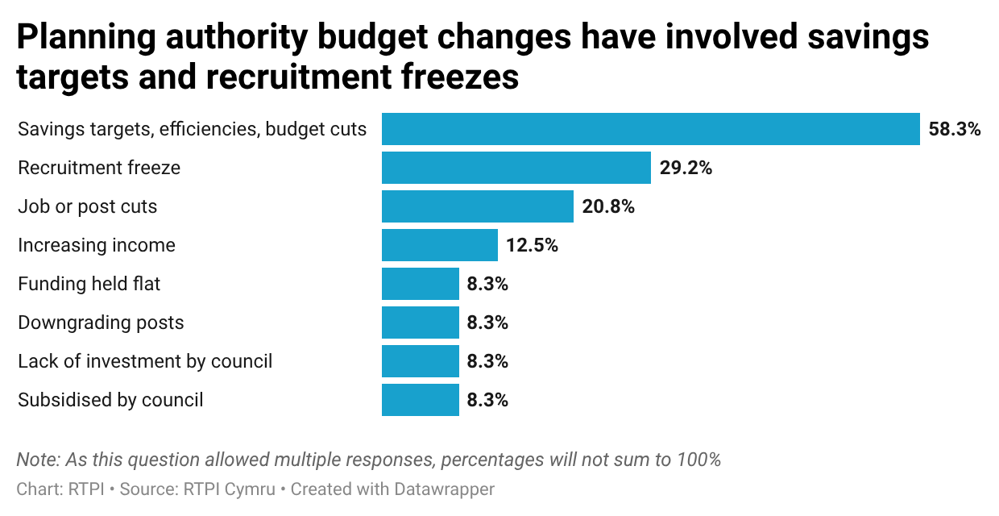 Planning authority budget changes have involved savings
targets and recruitment freezes
Savings targets, efficiencies, budget cuts 58.3%
Recruitment freeze 29.2%
Job or post cuts 20.8%
Increasing income 12.5%
Funding held flat 8.3%
Downgrading posts 8.3%
Lack of investment by council 8.3%
Subsidised by council 8.3%
Note: As this question allowed multiple responses, percentages will not sum to 100%
Chart: RTPI • Source: RTPI Cymru • Created with Datawrapper